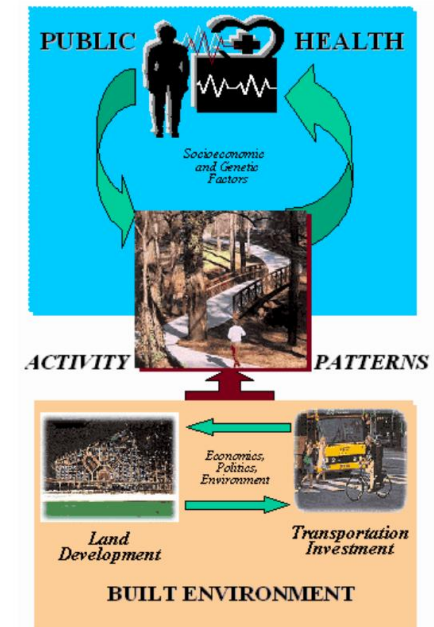 PUBLIC HEALTH
Socioeconomic
and Genetic
Factors
ACTIVITY PATTERNS
Economics,
Politics,
Environment
Land
Development
Transportation
Investment
BUILT ENVIRONMENT